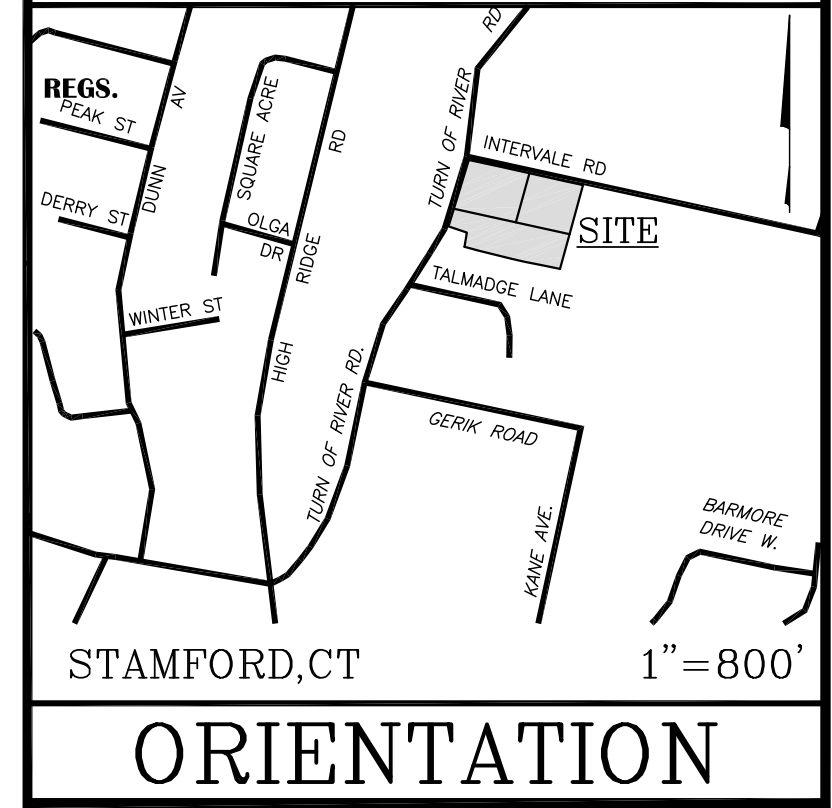 RD
REGS.
PEAK ST
DUNN AV
SQUARE ACRE
TURN OF RIVER
INTERVALE RD
DERRY ST
OLGA
DR
HIGH RIDGE RD
SITE
TALMADGE LANE
WINTER ST
TURN OF RIVER RD.
GERIK ROAD
KANE AVE.
BARMORE
DRIVE W.
STAMFORD,CT
1"=800'
ORIENTATION